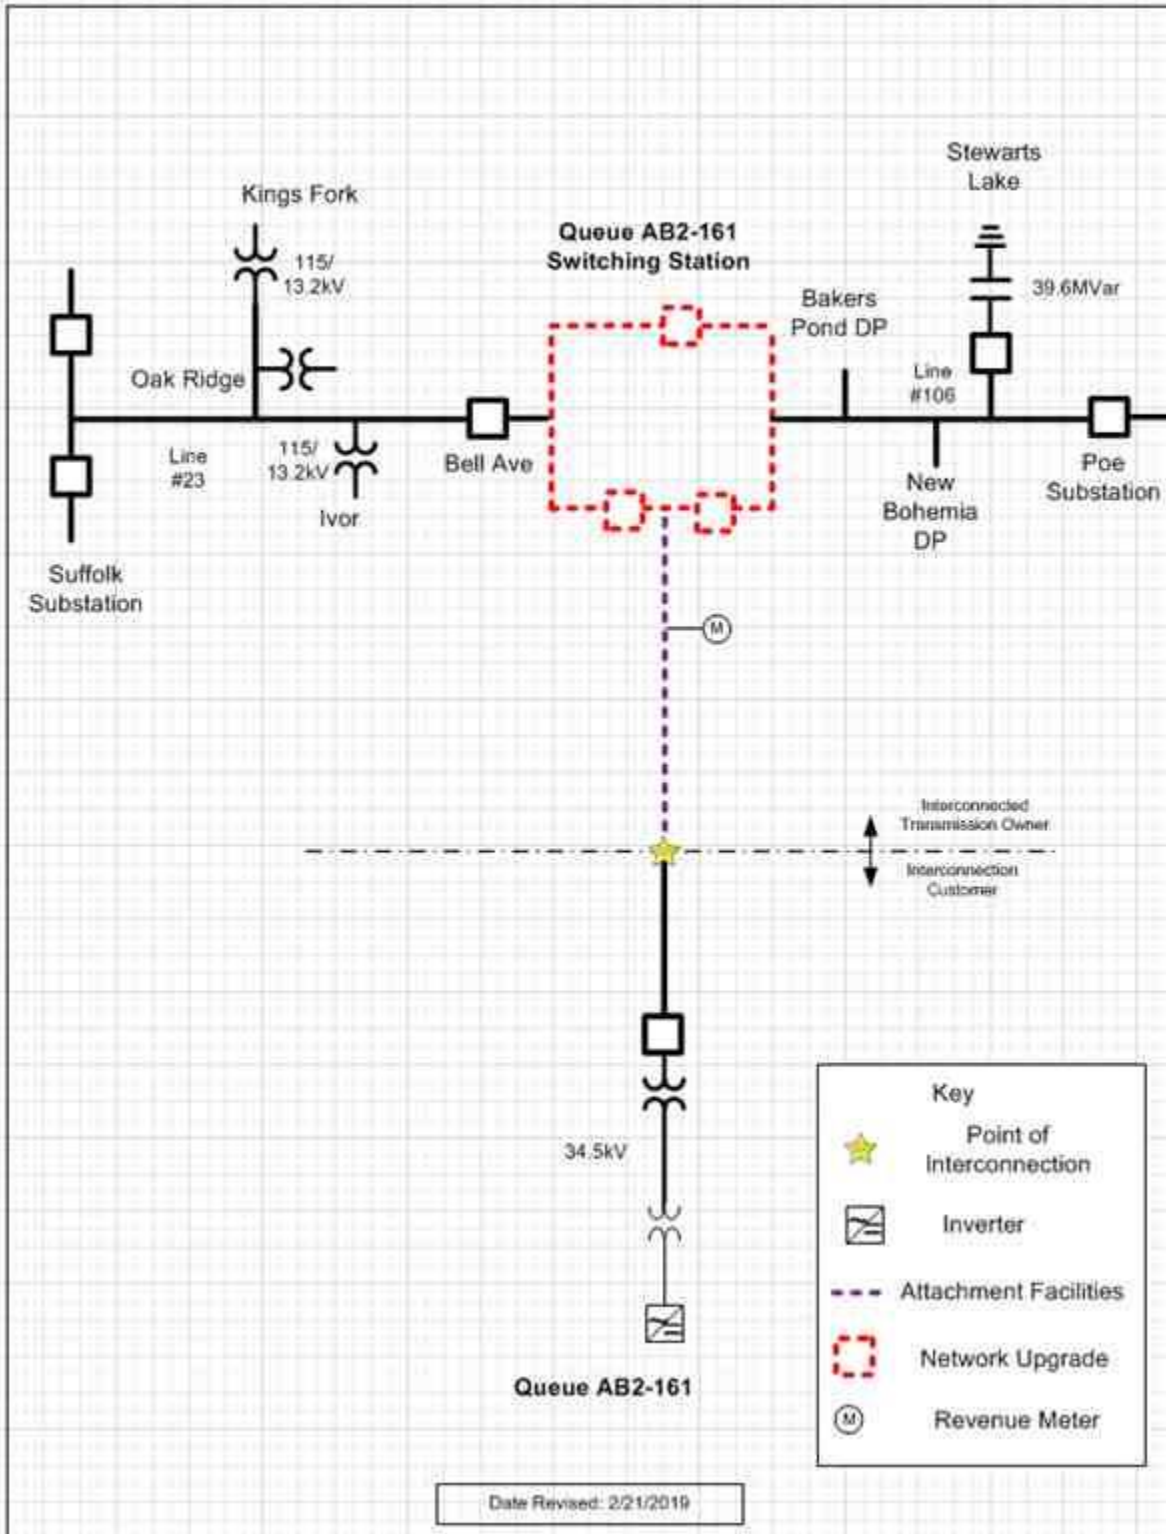 Stewarts
Lake
Kings Fork
Queue AB2-161
Switching Station
115/
13.2kV
39.6MVar
Bakers
Pond DP
Oak Ridge
Line
#106
Line
#23
115/
13.2kV
Bell Ave
Ivor
New
Bohemia
DP
Poe
Substation
Suffolk
Substation
M
Interconnected
Transmission Owner
Interconnection
Customer
34.5kV
Queue AB2-161
Key
Point of
Interconnection
Inverter
Attachment Facilities
Network Upgrade
M
Revenue Meter
Date Revised: 2/21/2019